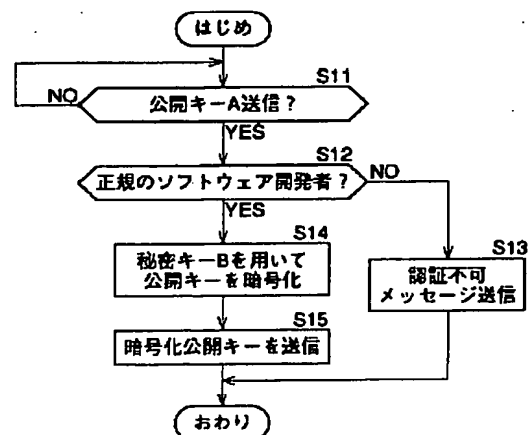 はじめ
S11
NO
公開キーA送信？
YES
S12
NO
正規のソフトウェア開発者？
YES
S14
S13
秘密キーBを用いて
公開キーを暗号化
認証不可
メッセージ送信
S15
暗号化公開キーを送信
おわり